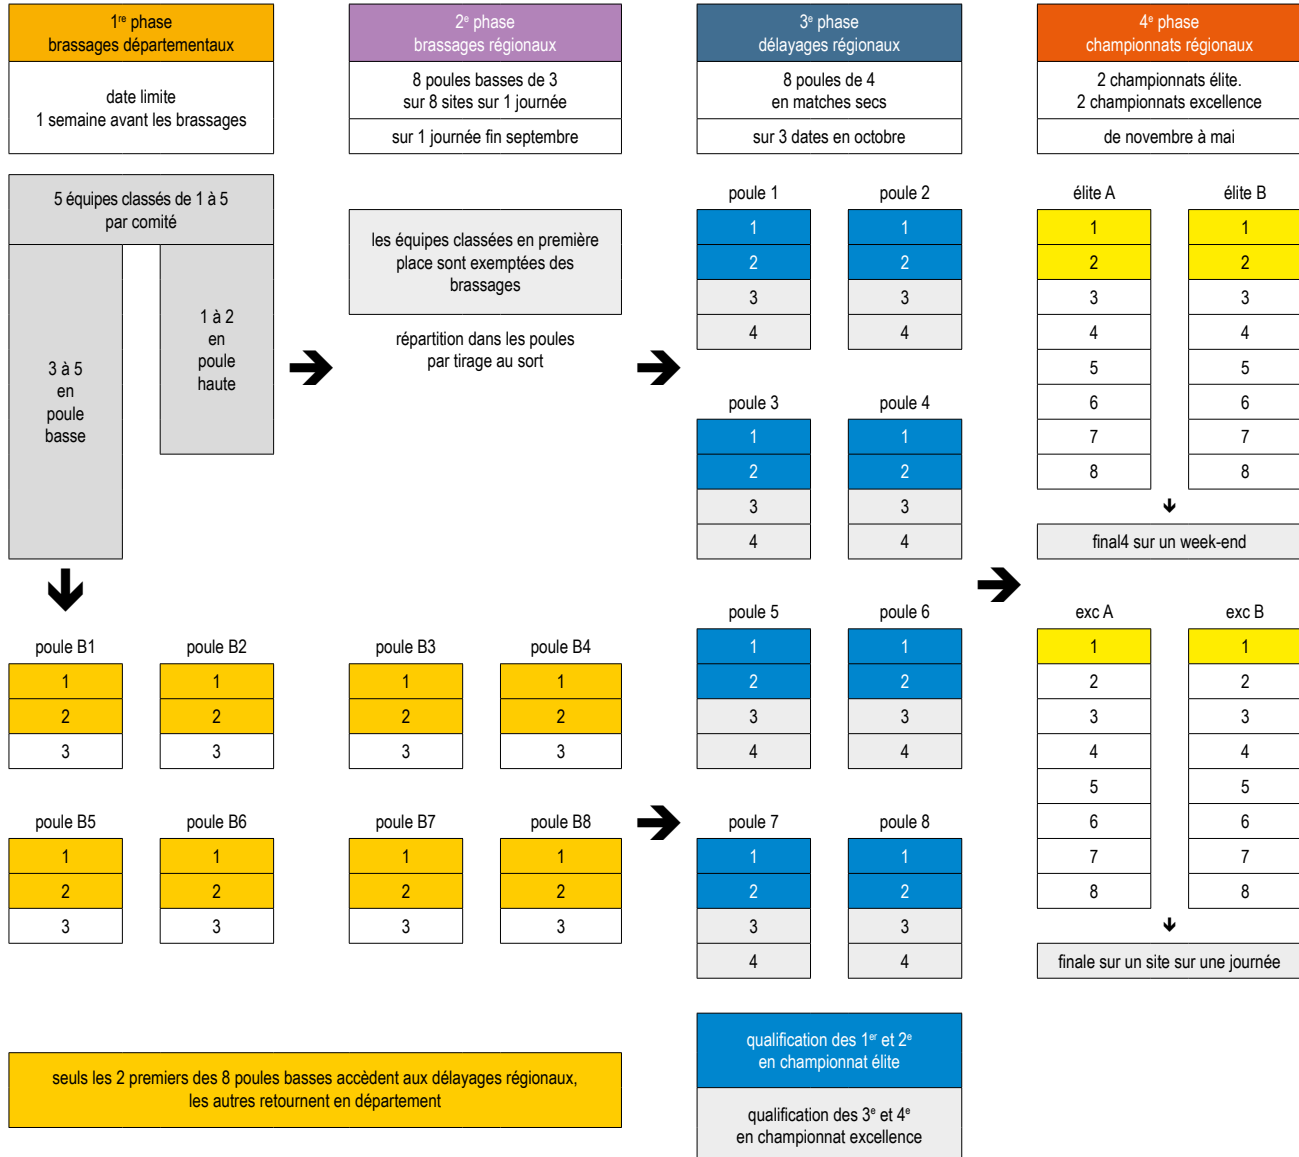 1re phase
brassages départementaux
date limite
1 semaine avant les brassages
2e phase
brassages régionaux
8 poules basses de 3
sur 8 sites sur 1 journée
sur 1 journée fin septembre
3e phase
délayages régionaux
8 poules de 4
en matches secs
sur 3 dates en octobre
4e phase
championnats régionaux
2 championnats élite.
2 championnats excellence
de novembre à mai
5 équipes classés de 1 à 5
par comité
3 à 5
en
poule
basse
1 à 2
en
poule
haute
les équipes classées en première
place sont exemptées des
brassages
répartition dans les poules
par tirage au sort
poule B1
1
2
3
poule B2
1
2
3
poule B3
1
2
3
poule B4
1
2
3
poule B5
1
2
3
poule B6
1
2
3
poule B7
1
2
3
poule B8
1
2
3
seuls les 2 premiers des 8 poules basses accèdent aux délayages régionaux,
les autres retournent en département
poule 1
1
2
3
4
poule 2
1
2
3
4
poule 3
1
2
3
4
poule 4
1
2
3
4
poule 5
1
2
3
4
poule 6
1
2
3
4
poule 7
1
2
3
4
poule 8
1
2
3
4
qualification des 1er et 2e
en championnat élite
qualification des 3e et 4e
en championnat excellence
élite A
1
2
3
4
5
6
7
8
élite B
1
2
3
4
5
6
7
8
final4 sur un week-end
exc A
1
2
3
4
5
6
7
8
exc B
1
2
3
4
5
6
7
8
finale sur un site sur une journée